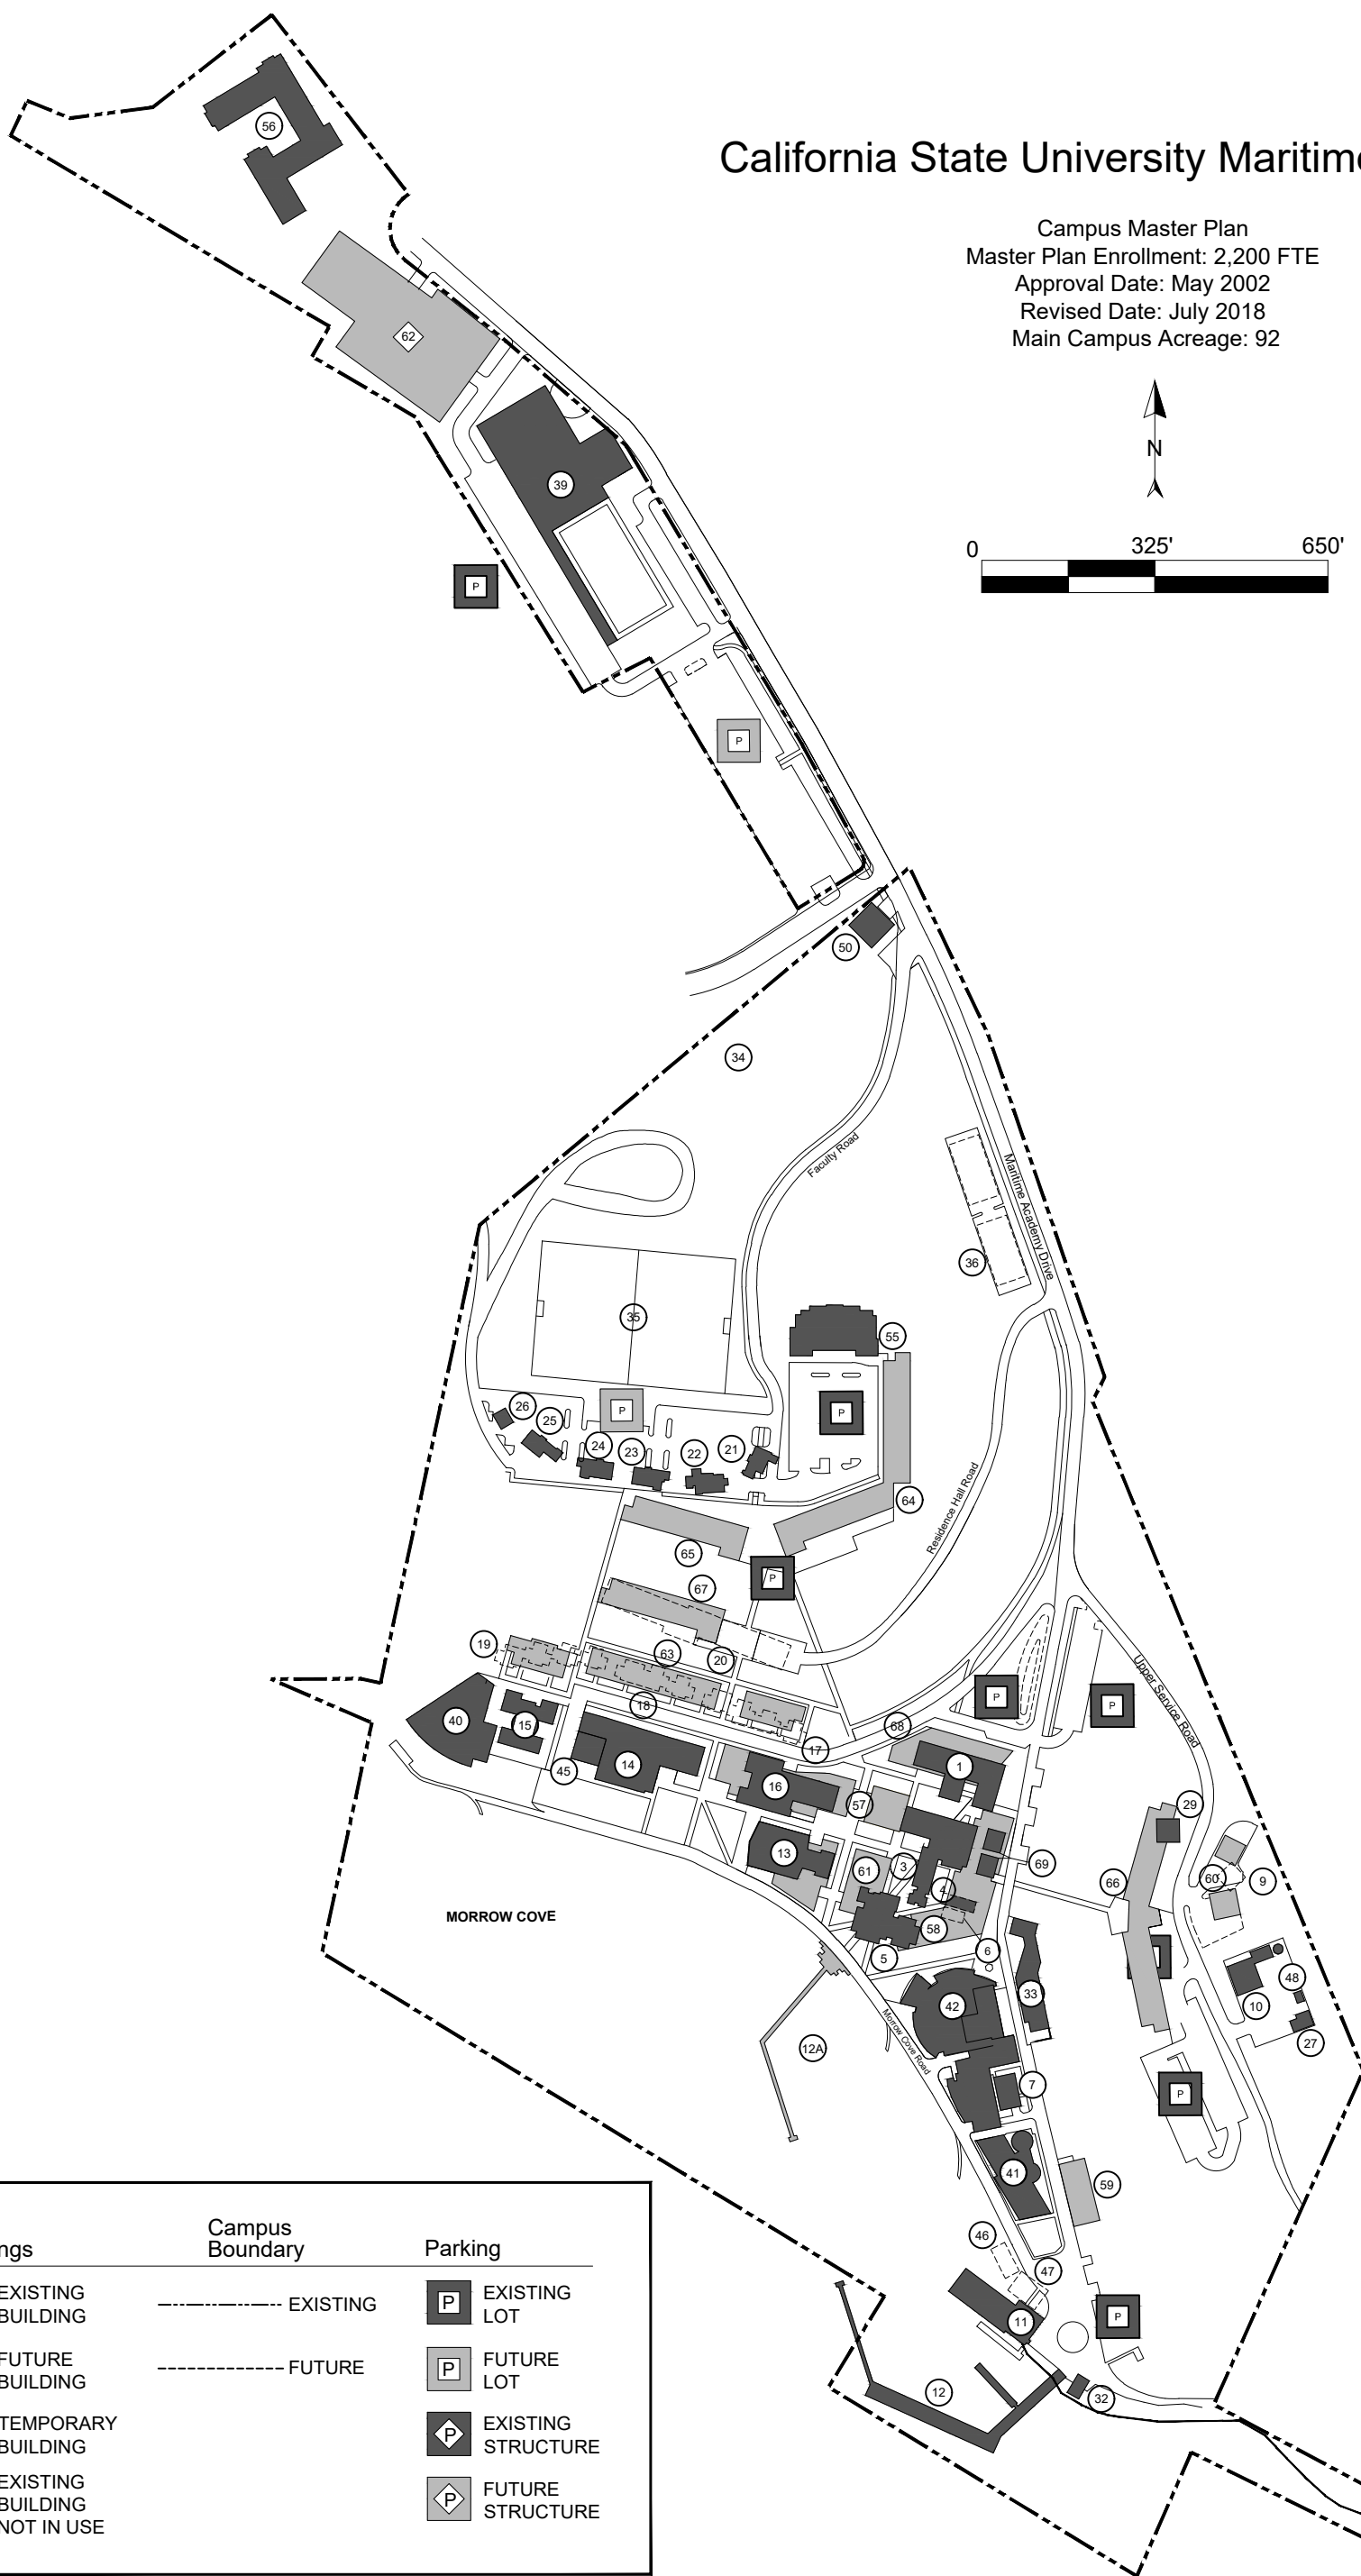 California State University Maritim
Campus Master Plan
Master Plan Enrollment: 2,200 FTE
Approval Date: May 2002
Revised Date: July 2018
Main Campus Acreage: 92
N
0 325' 650'
56
62
39
P
P
50
34
Faculty Road
Maritime Academy Drive
36
35
55
P
P
26
25
24
23
22
21
64
Residence Hall Road
65
P
67
19
63
20
18
17
68
P
P
Upper Service Road
40
15
45
14
16
57
1
29
13
61
3
4
69
66
60
9
MORROW COVE
58
5
6
48
10
27
42
33
12A
Morrow Cove Road
7
P
41
59
46
47
11
P
12
32
ngs
Campus
Boundary
Parking
EXISTING
BUILDING
EXISTING
P EXISTING
LOT
FUTURE
BUILDING
FUTURE
P FUTURE
LOT
TEMPORARY
BUILDING
P EXISTING
STRUCTURE
EXISTING
BUILDING
NOT IN USE
P FUTURE
STRUCTURE